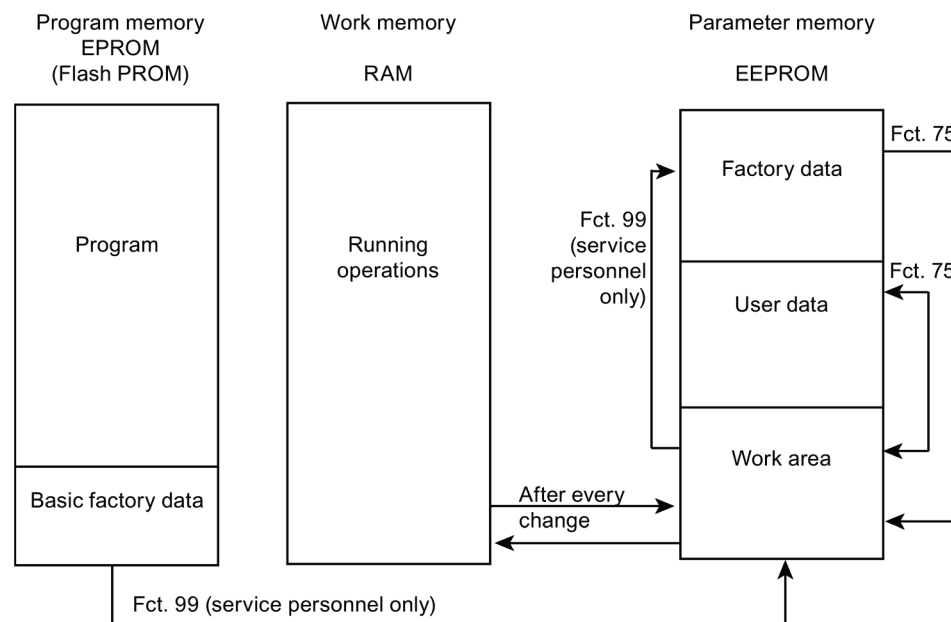 Program memory
EPROM
(Flash PROM)
Work memory
RAM
Parameter memory
EEPROM
Program
Basic factory data
Running
operations
Factory data
User data
Work area
Fct. 75
Fct. 75
Fct. 99
(service
personnel
only)
After every
change
Fct. 99 (service personnel only)